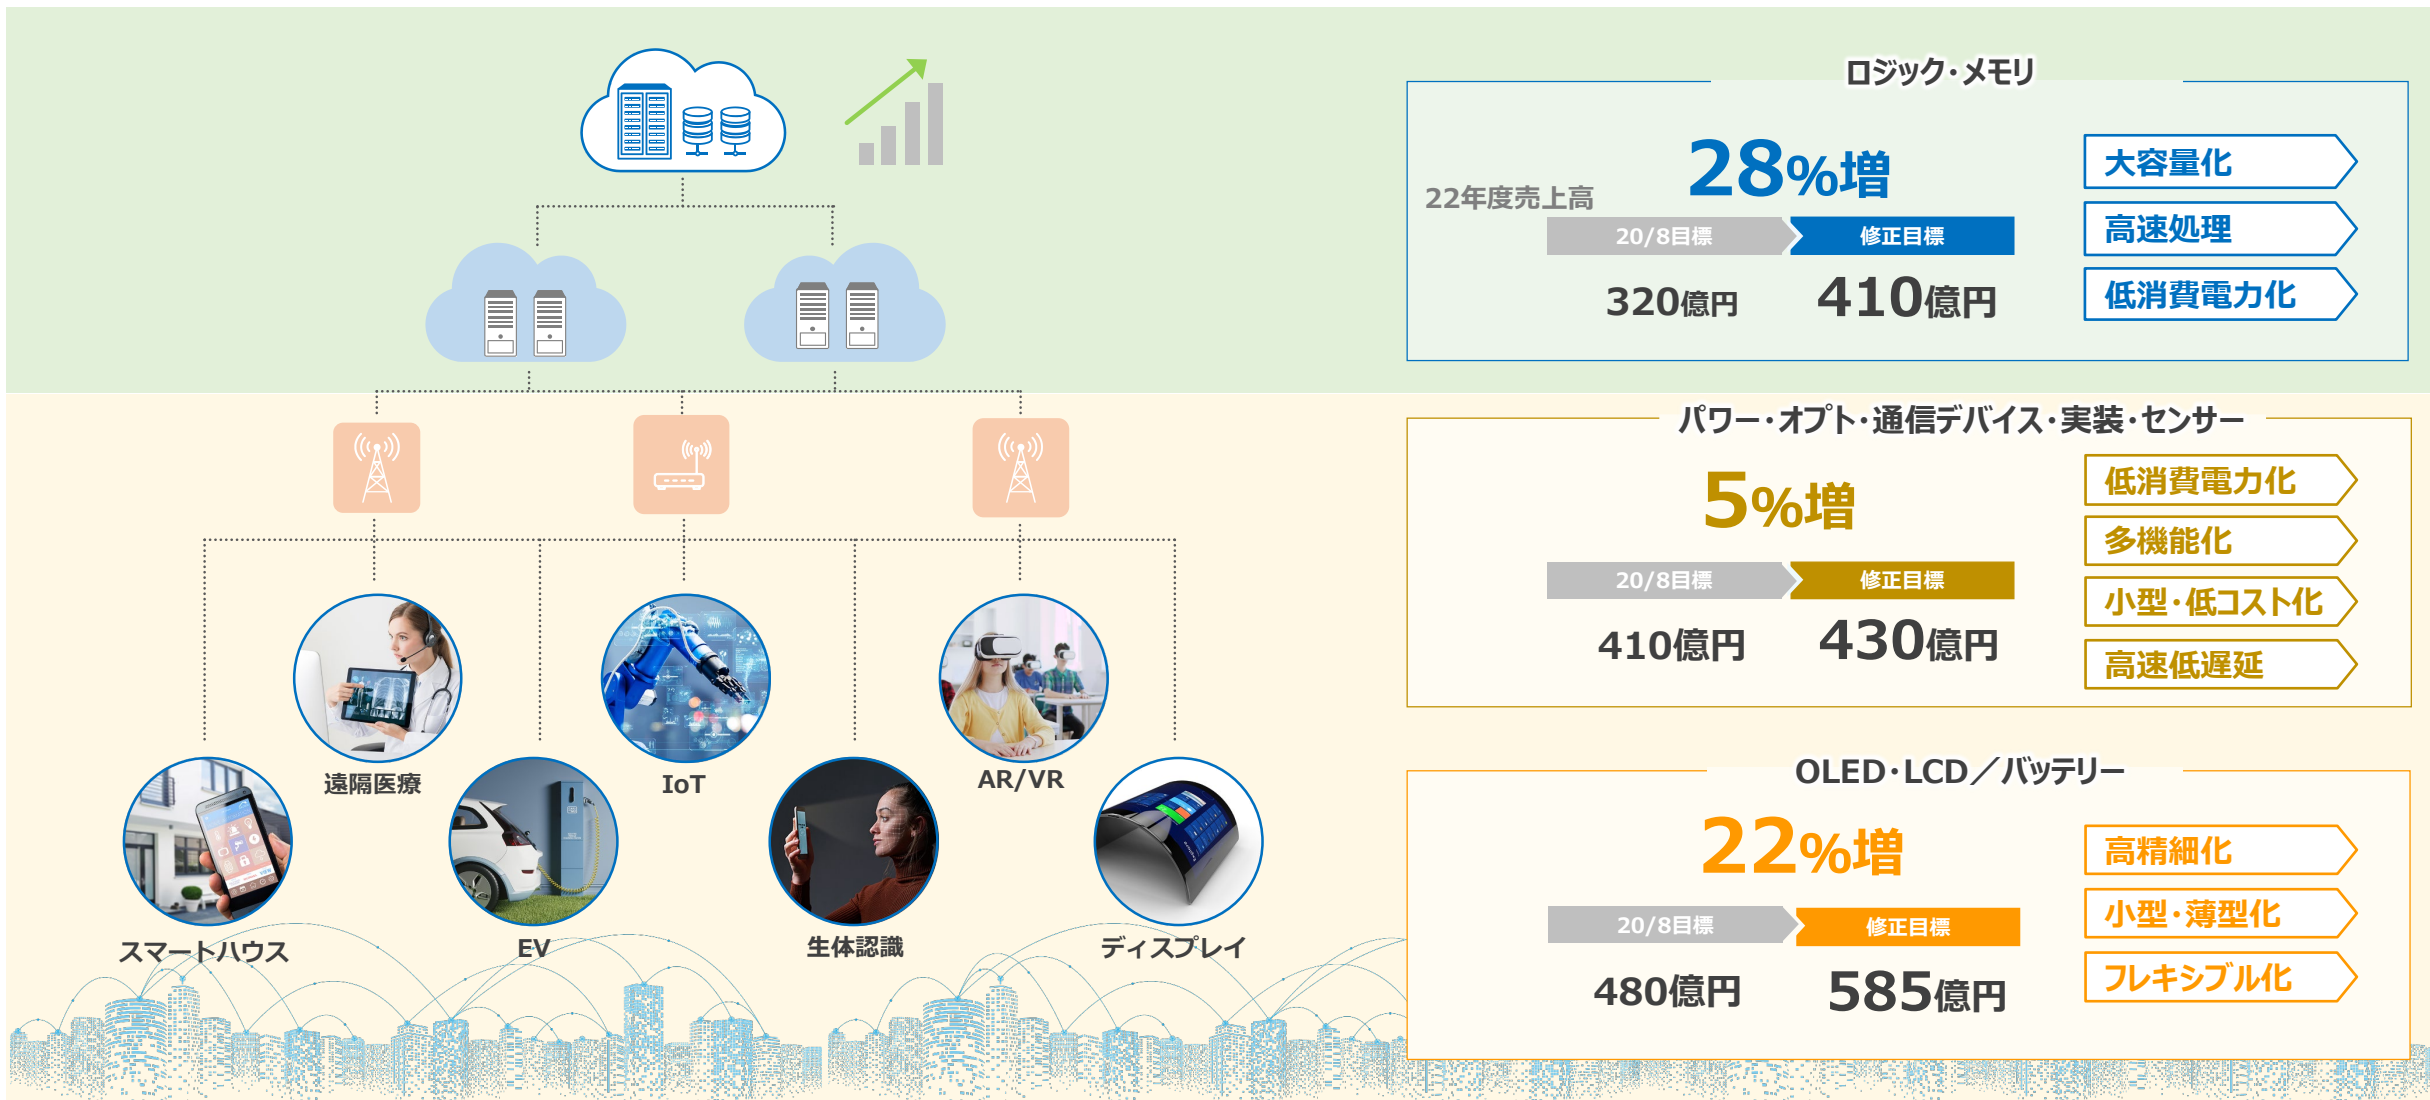 ロジック・メモリ
28%増
22年度売上高
20/8目標
修正目標
320億円
410億円
大容量化
高速処理
低消費電力化
パワー・オプト・通信デバイス・実装・センサー
5%増
20/8目標
修正目標
410億円
430億円
低消費電力化
多機能化
小型・低コスト化
高速低遅延
OLED・LCD／バッテリー
22%増
20/8目標
修正目標
480億円
585億円
高精細化
小型・薄型化
フレキシブル化
遠隔医療
IoT
AR/VR
スマートハウス
EV
生体認識
ディスプレイ